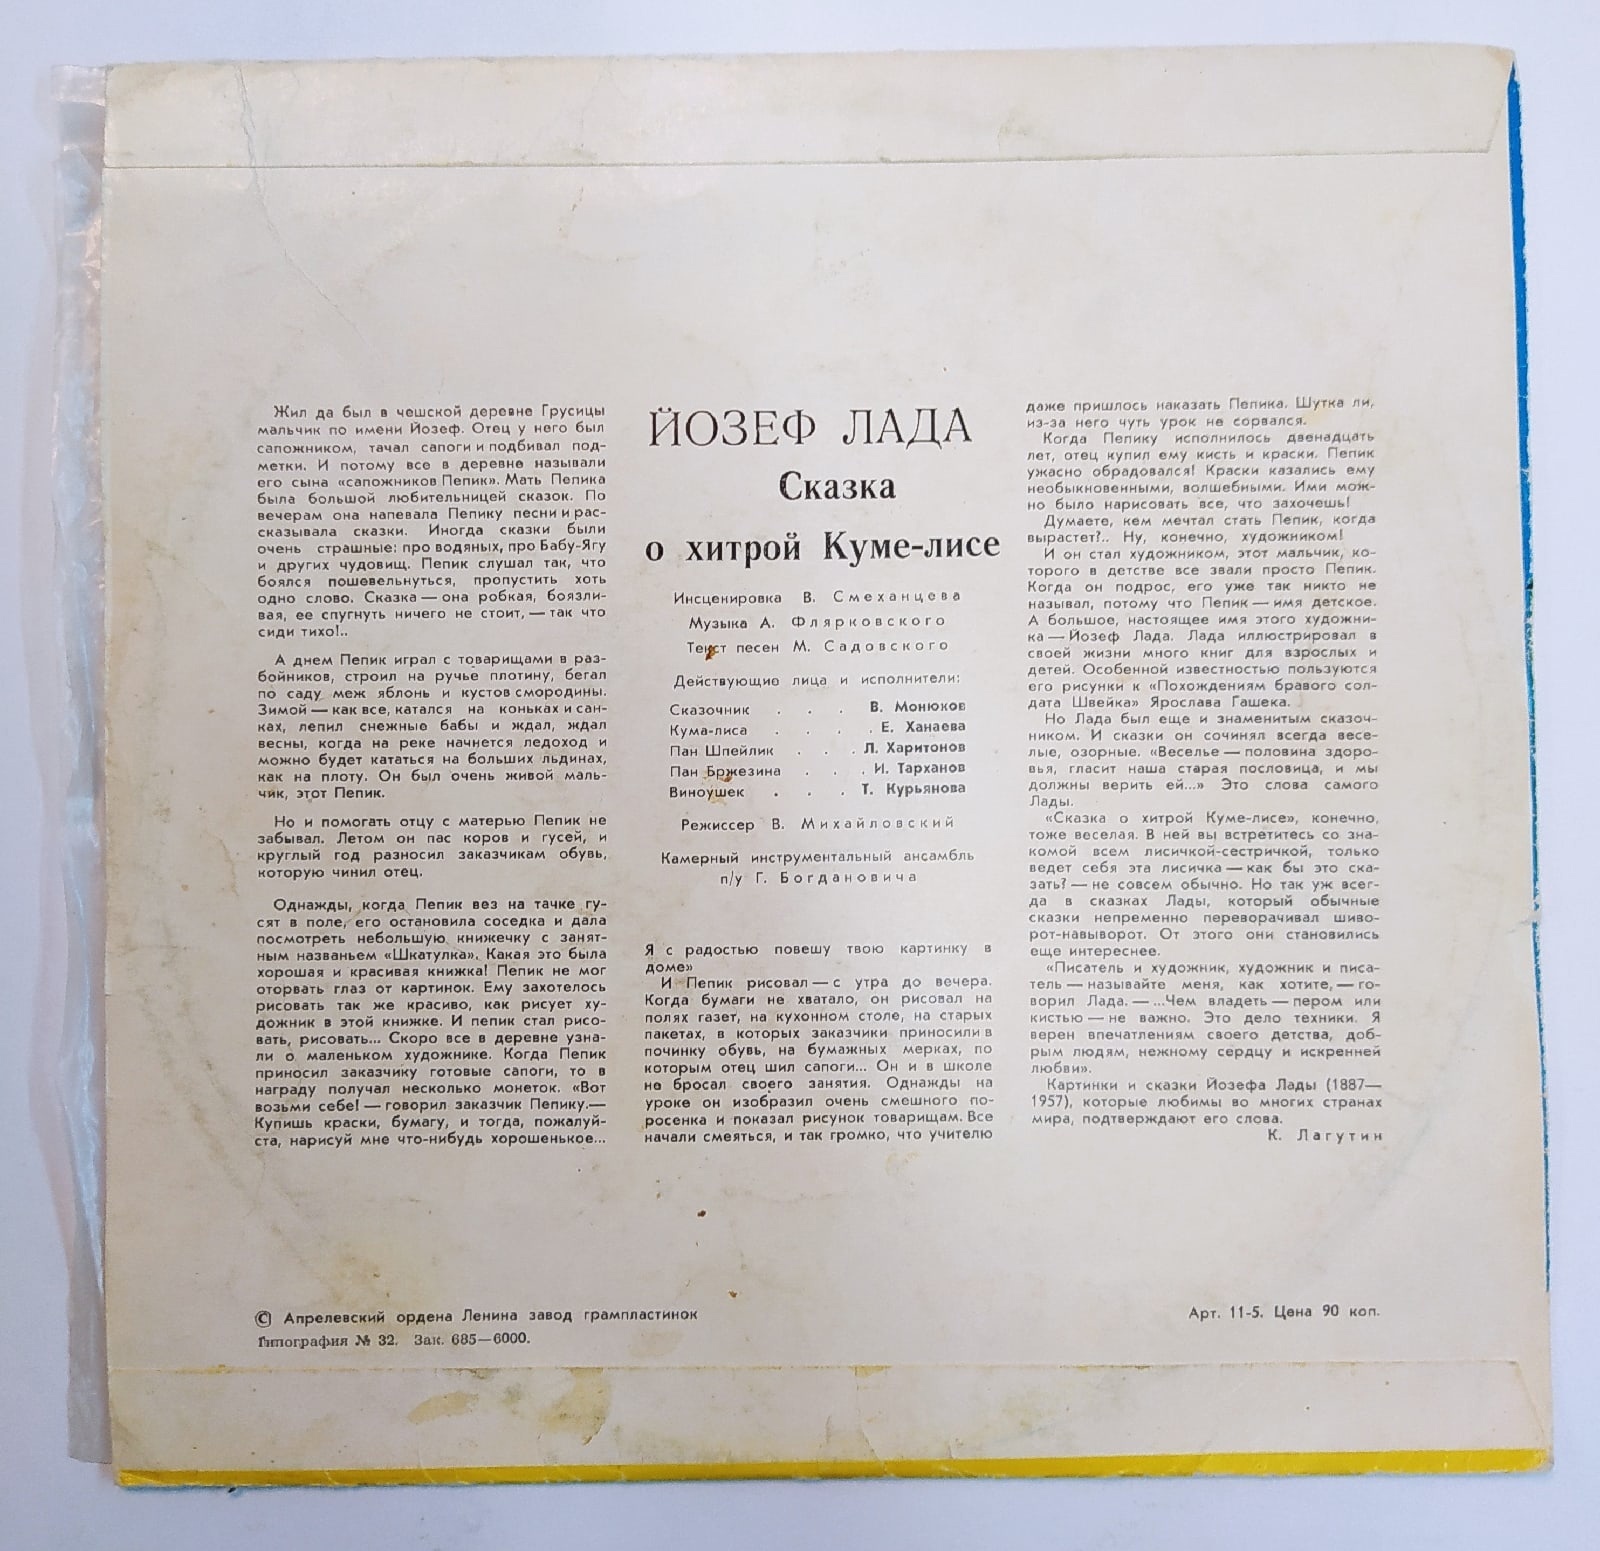 Жил да был в чешской деревне Грусицы
мальчик по имени Йозеф. Отец у него был
сапожником, тачал сапоги и подбивал под-
метки. И потому все в деревне называли
его сына «сапожников Пепик». Мать Пепика
была большой любительницей сказок. По
вечерам она напевала Пепику песни и рас-
сказывала сказки. Иногда сказки были
очень страшные: про водяных, про Бабу-Ягу
и других чудовищ. Пепик слушал так, что
боялся пошевельнуться, пропустить хоть
одно слово. Сказка — она робкая, боязли-
вая, ее спугнуть ничего не стоит, — так что
сиди тихо!..
А днем Пепик играл с товарищами в раз-
бойников, строил на ручье плотину, бегал
по саду меж яблонь и кустов смородины.
Зимой — как все, катался на коньках и сан-
ках, лепил снежные бабы и ждал, ждал
весны, когда на реке начнется ледоход и
можно будет кататься на больших льдинах,
как на плоту. Он был очень живой маль-
чик, этот Пепик.
Но и помогать отцу с матерью Пепик не
забывал. Летом он пас коров и гусей, и
круглый год разносил заказчикам обувь,
которую чинил отец.
Однажды, когда Пепик вез на тачке гу-
сят в поле, его остановила соседка и дала
посмотреть небольшую книжечку с занят-
ным названьем «Шкатулка». Какая это была
хорошая и красивая книжка! Пепик не мог
оторвать глаз от картинок. Ему захотелось
рисовать так же красиво, как рисует ху-
дожник в этой книжке. И пепик стал рисо-
вать, рисовать... Скоро все в деревне узна-
ли о маленьком художнике. Когда Пепик
приносил заказчику готовые сапоги, то в
награду получал несколько монеток. «Вот
возьми себе! — говорил заказчик Пепику.—
Купишь краски, бумагу, и тогда, пожалуй-
ста, нарисуй мне что-нибудь хорошенькое...
ЙОЗЕФ ЛАДА
Сказка
о хитрой Куме-лисе
Инсценировка В. Смеханцева
Музыка А. Флярковского
Текст песен М. Садовского
Действующие лица и исполнители:
Сказочник . . . В. Монюков
Кума-лиса . . . Е. Ханаева
Пан Шпейлик . . . Л. Харитонов
Пан Бржезина . . . И. Тарханов
Виноушек . . . Т. Курьянова
Режиссер В. Михайловский
Камерный инструментальный ансамбль
п/у Г. Богдановича
Я с радостью повешу твою картинку в
доме»
И Пепик рисовал — с утра до вечера.
Когда бумаги не хватало, он рисовал на
полях газет, на кухонном столе, на старых
пакетах, в которых заказчики приносили в
починку обувь, на бумажных мерках, по
которым отец шил сапоги... Он и в школе
не бросал своего занятия. Однажды на
уроке он изобразил очень смешного по-
росенка и показал рисунок товарищам. Все
начали смеяться, и так громко, что учителю
даже пришлось наказать Пепика. Шутка ли,
из-за него чуть урок не сорвался.
Когда Пепику исполнилось двенадцать
лет, отец купил ему кисть и краски. Пепик
ужасно обрадовался! Краски казались ему
необыкновенными, волшебными. Ими мож-
но было нарисовать все, что захочешь!
Думаете, кем мечтал стать Пепик, когда
вырастет?.. Ну, конечно, художником!
И он стал художником, этот мальчик, ко-
торого в детстве все звали просто Пепик.
Когда он подрос, его уже так никто не
называл, потому что Пепик — имя детское.
А большое, настоящее имя этого художни-
ка — Йозеф Лада. Лада иллюстрировал в
своей жизни много книг для взрослых и
детей. Особенной известностью пользуются
его рисунки к «Похождениям бравого сол-
дата Швейка» Ярослава Гашека.
Но Лада был еще и знаменитым сказоч-
ником. И сказки он сочинял всегда весе-
лые, озорные. «Веселье — половина здоро-
вья, гласит наша старая пословица, и мы
должны верить ей...» Это слова самого
Лады.
«Сказка о хитрой Куме-лисе», конечно,
тоже веселая. В ней вы встретитесь со зна-
комой всем лисичкой-сестричкой, только
ведет себя эта лисичка — как бы это ска-
зать? — не совсем обычно. Но так уж всег-
да в сказках Лады, который обычные
сказки непременно переворачивал шиво-
рот-навыворот. От этого они становились
еще интереснее.
«Писатель и художник, художник и писа-
тель — называйте меня, как хотите, — го-
ворил Лада. — ...Чем владеть — пером или
кистью — не важно. Это дело техники. Я
верен впечатлениям своего детства, доб-
рым людям, нежному сердцу и искренней
любви».
Картинки и сказки Йозефа Лады (1887—
1957), которые любимы во многих странах
мира, подтверждают его слова.
К. Лагутин
© Апрелевский ордена Ленина завод грампластинок
Типография № 32. Зак. 685—6000.
Арт. 11-5. Цена 90 коп.